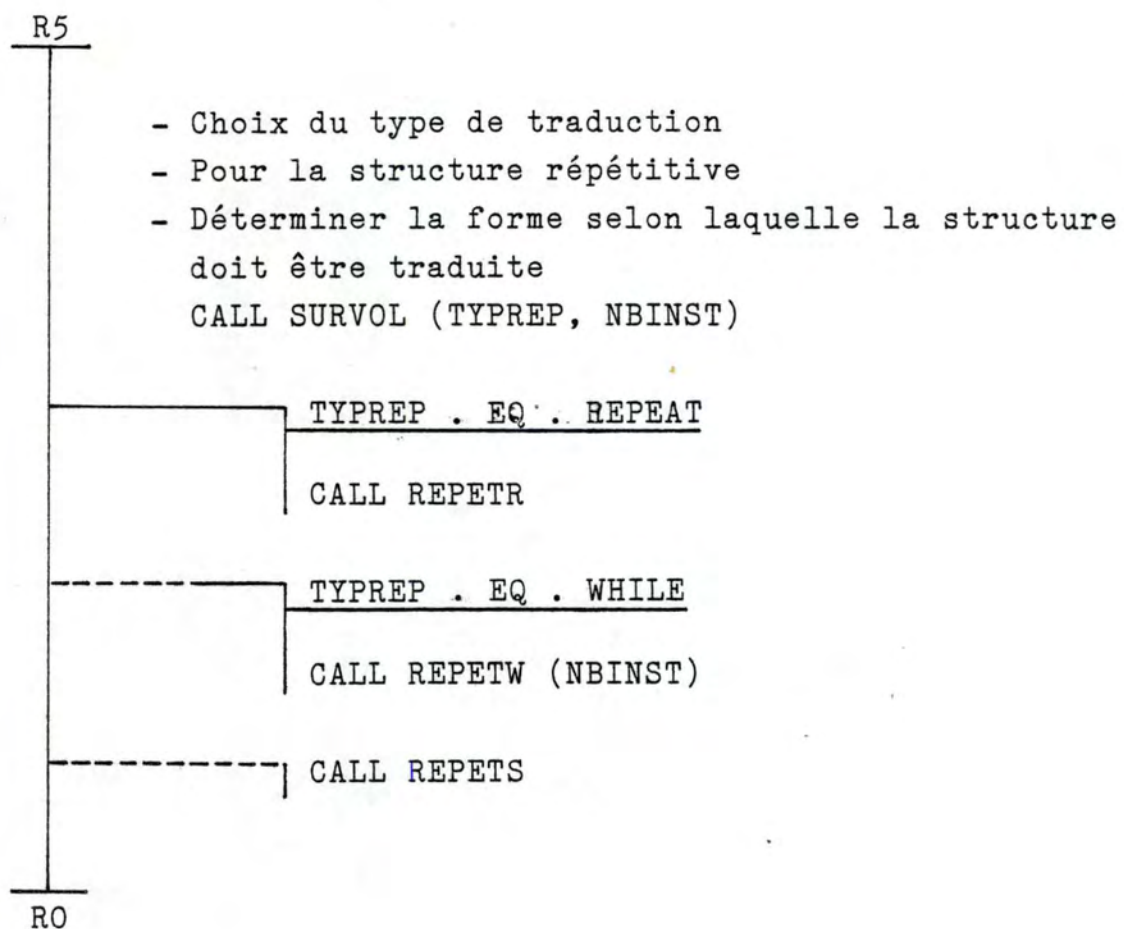 R5
- Choix du type de traduction
- Pour la structure répétitive
- Déterminer la forme selon laquelle la structure
doit être traduite
CALL SURVOL (TYPREP, NBINST)
TYPREP . EQ . REPEAT
CALL REPETR
TYPREP . EQ . WHILE
CALL REPETW (NBINST)
CALL REPETS
RO